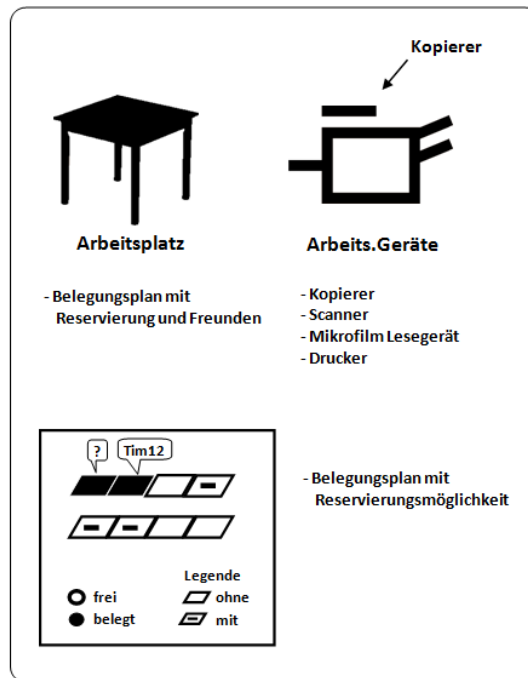 Kopierer
Arbeitsplatz
Arbeits.Geräte
- Belegungsplan mit
Reservierung und Freunden
- Kopierer
- Scanner
- Mikrofilm Lesegerät
- Drucker
?
Tim12
- Belegungsplan mit
Reservierungsmöglichkeit
Legende
frei
ohne
belegt
mit